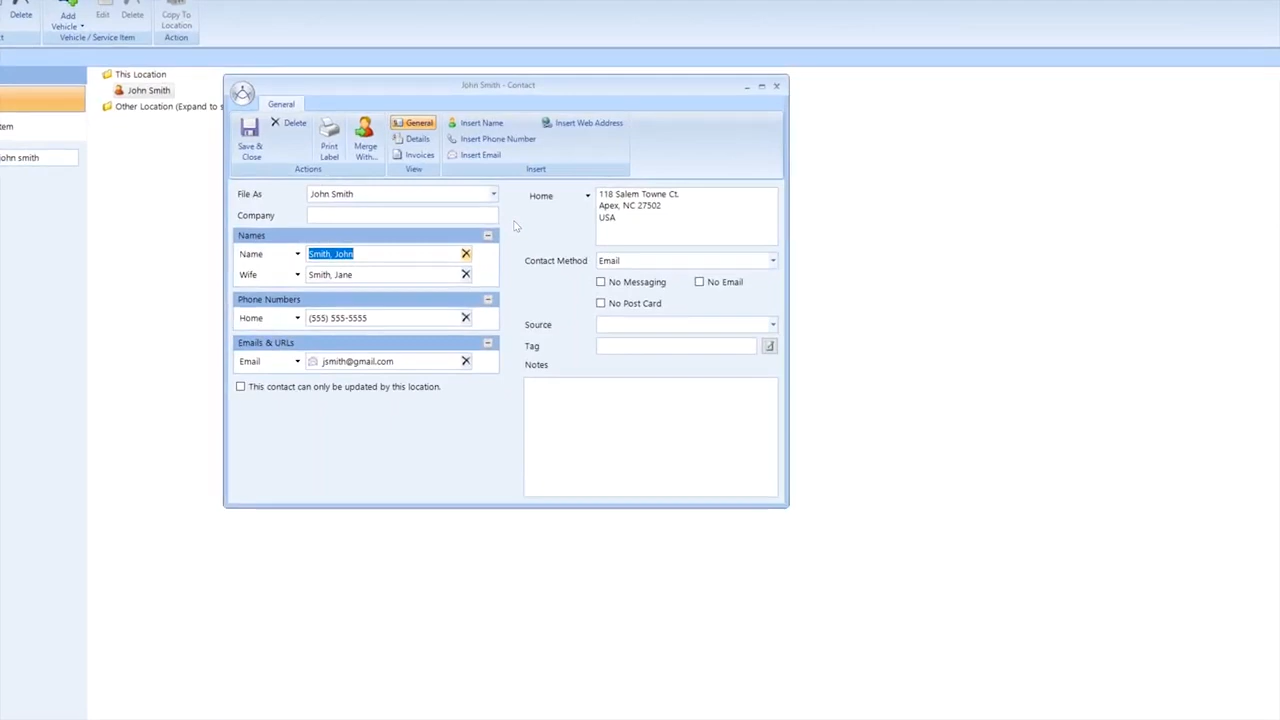 Delete
Add
Vehicle
Edit
Delete
Copy To
Location
Vehicle / Service Item
Action
This Location
John Smith
Other Location (Expand to s
john smith
John Smith - Contact
General
Save &
Close
Delete
Print
Label
Merge
With...
General
Details
Invoices
Insert Name
Insert Phone Number
Insert Email
Insert Web Address
Actions
View
Insert
File As
John Smith
Company
Names
Name
Smith, John
Wife
Smith, Jane
Phone Numbers
Home
(555) 555-5555
Emails & URLs
Email
jsmith@gmail.com
This contact can only be updated by this location.
Home
118 Salem Towne Ct.
Apex, NC 27502
USA
Contact Method
Email
No Messaging
No Email
No Post Card
Source
Tag
Notes